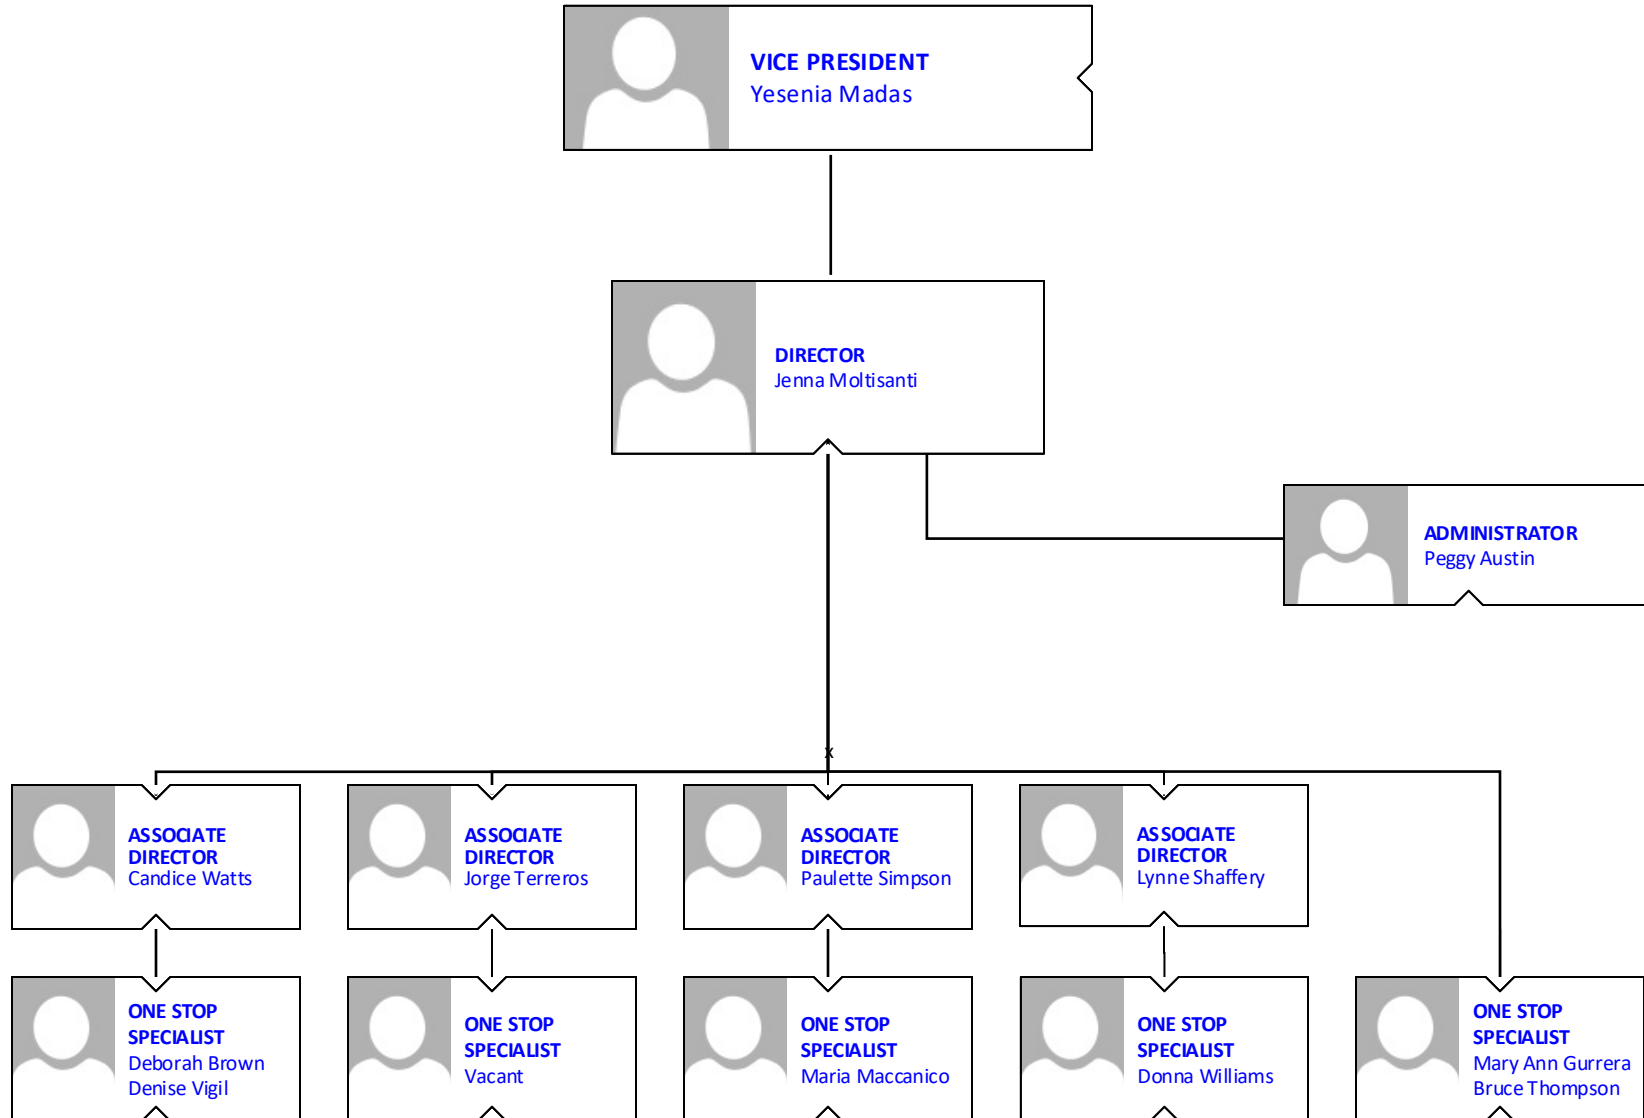 VICE PRESIDENT
Yesenia Madas
DIRECTOR
Jenna Moltisanti
ADMINISTRATOR
Peggy Austin
x
ASSOCIATE
DIRECTOR
Candice Watts
ASSOCIATE
DIRECTOR
Jorge Terreros
ASSOCIATE
DIRECTOR
Paulette Simpson
ASSOCIATE
DIRECTOR
Lynne Shaffery
ONE STOP
SPECIALIST
Deborah Brown
Denise Vigil
ONE STOP
SPECIALIST
Vacant
ONE STOP
SPECIALIST
Maria Maccanico
ONE STOP
SPECIALIST
Donna Williams
ONE STOP
SPECIALIST
Mary Ann Gurrera
Bruce Thompson